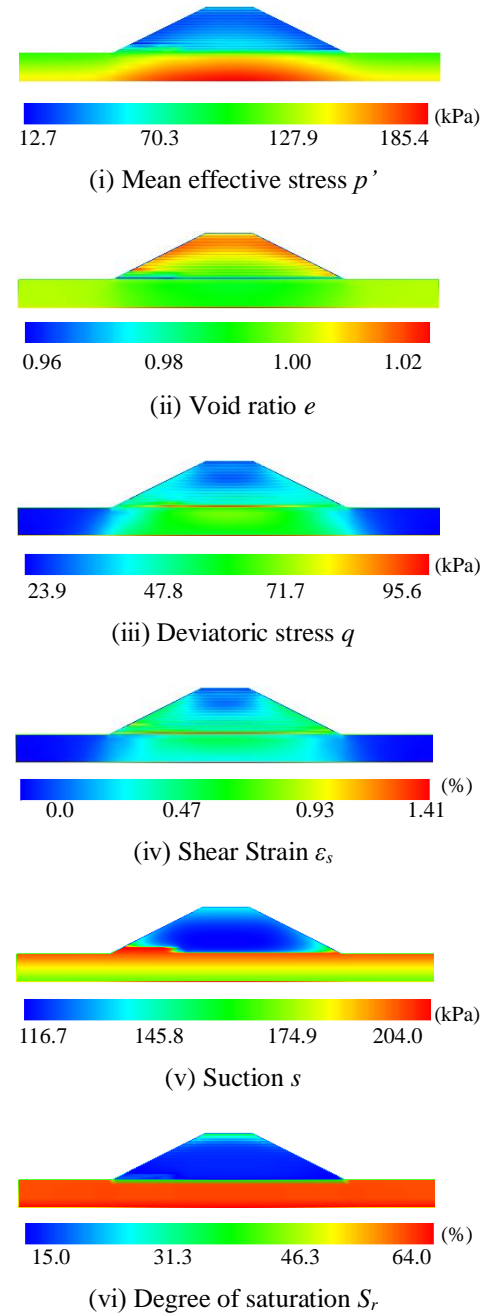 (kPa)
12.7 70.3 127.9 185.4
(i) Mean effective stress p’
0.96 0.98 1.00 1.02
(ii) Void ratio e
(kPa)
23.9 47.8 71.7 95.6
(iii) Deviatoric stress q
(%)
0.0 0.47 0.93 1.41
(iv) Shear Strain εs
116.7 145.8 174.9 204.0 (kPa)
(v) Suction s
(%)
15.0 31.3 46.3 64.0
(vi) Degree of saturation Sr